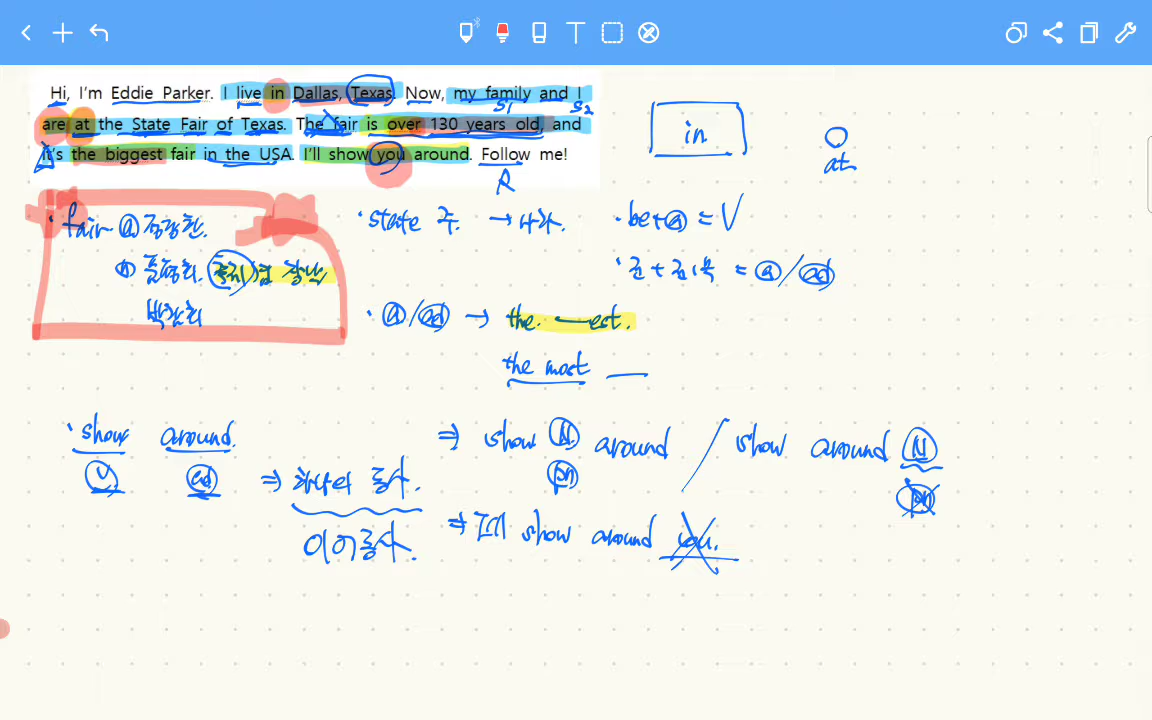 Hi, I'm Eddie Parker. I live in Dallas, Texas. Now, my family and I
S1 S2
are at the State Fair of Texas. The fair is over 130 years old, and
it's the biggest fair in the USA. I'll show you around. Follow me!
in
at
· fair ⓐ 공정한.
ⓝ 품평회.
박람회
· state 주. →
· be + ⓐ = V
· ⓐ/ⓐⓓ → the ―est.
the most ―
· show around.
ⓥ ⓐⓓ ⇒ 하나의 동사.
이어동사.
⇒ show Ⓝ around / show around Ⓝ
ⓟⓝ ⓟⓝ
⇒ I'll show around you.